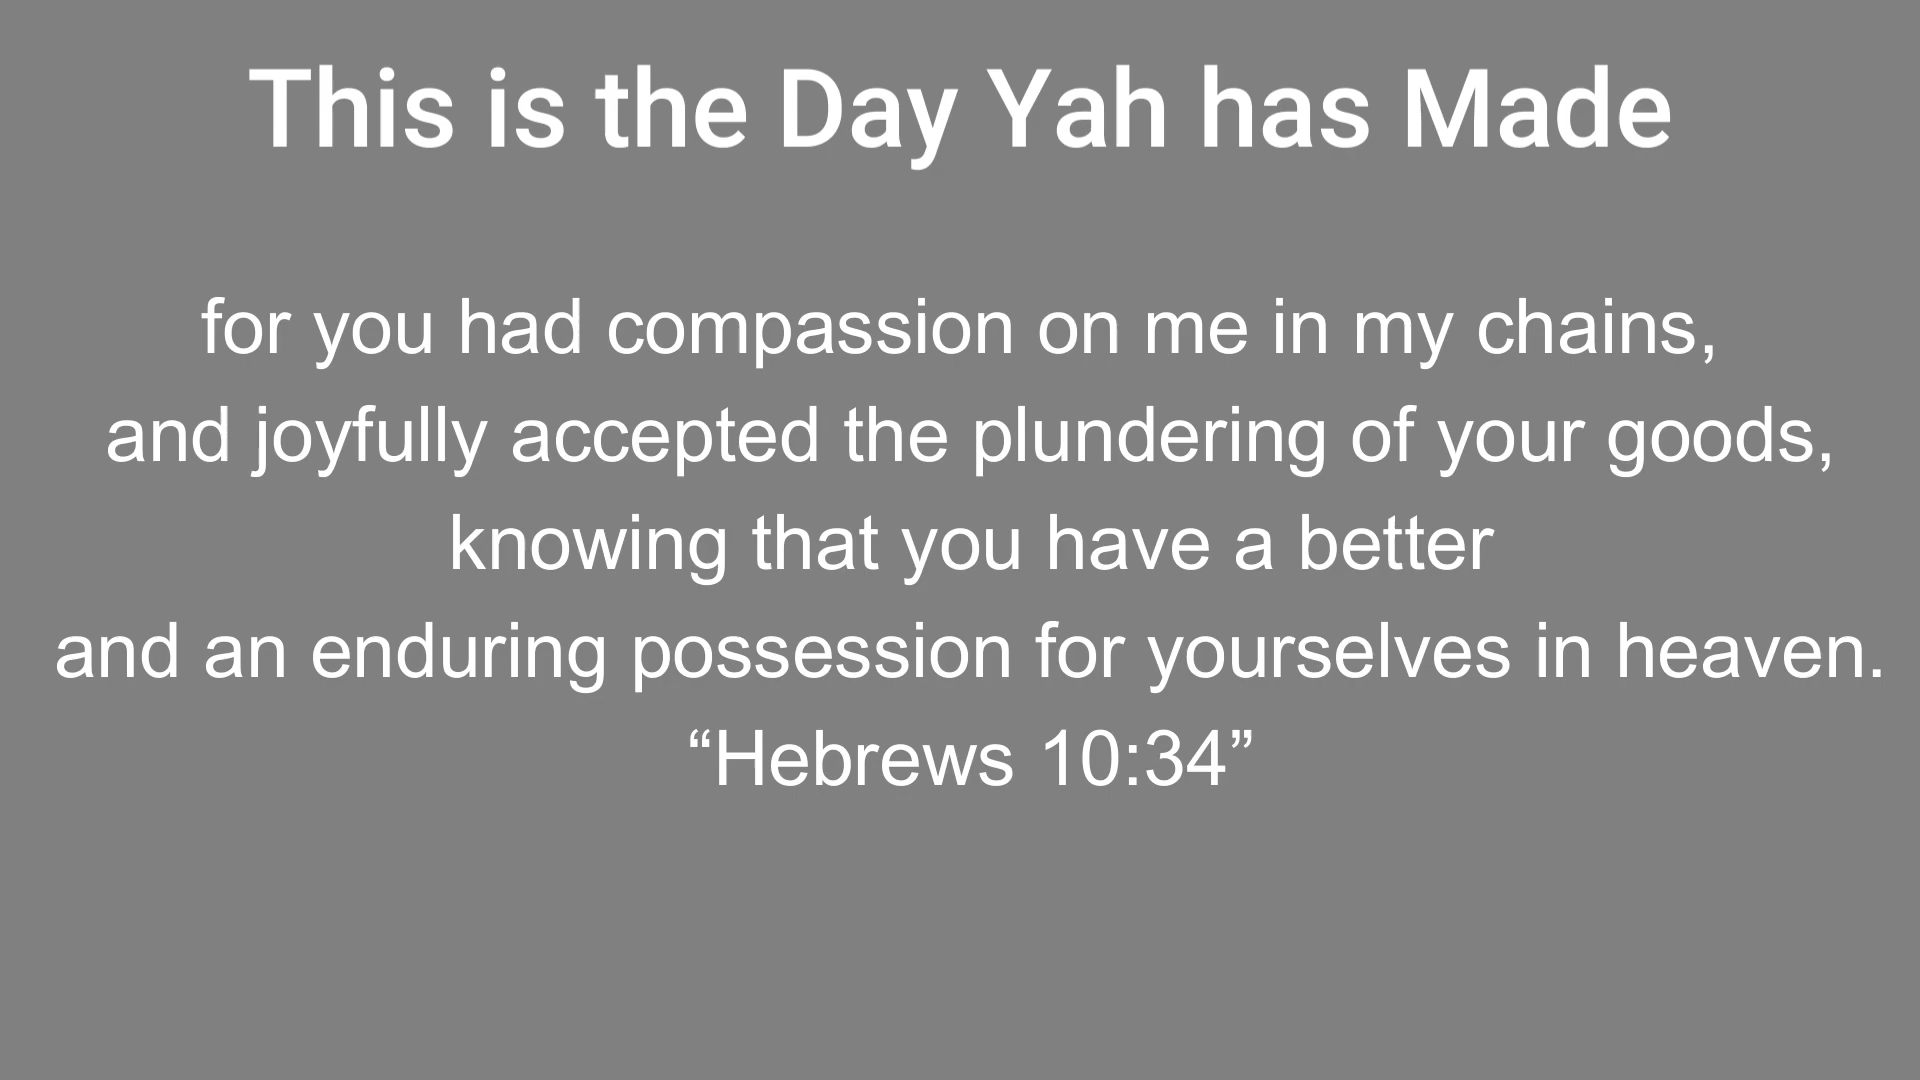 This is the Day Yah has Made
for you had compassion on me in my chains,
and joyfully accepted the plundering of your goods,
knowing that you have a better
and an enduring possession for yourselves in heaven.
“Hebrews 10:34”